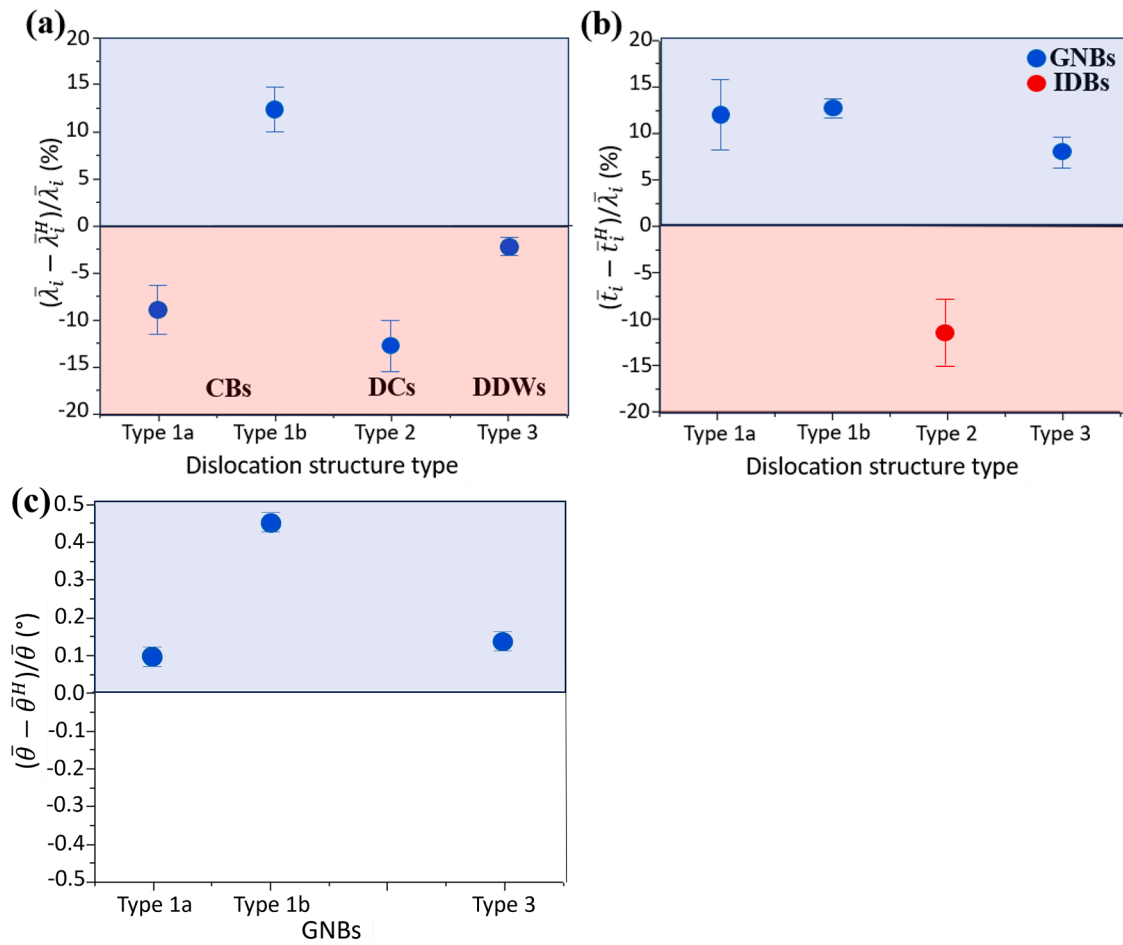 (a)
20
15
10
5
0
-5
-10
-15
-20
(λ̄ᵢ − λ̄ᵢᴴ)/λ̄ᵢ (%)
CBs DCs DDWs
Type 1a Type 1b Type 2 Type 3
Dislocation structure type
(b)
20
15
10
5
0
-5
-10
-15
-20
(t̄ᵢ − t̄ᵢᴴ)/λ̄ᵢ (%)
GNBs
IDBs
Type 1a Type 1b Type 2 Type 3
Dislocation structure type
(c)
0.5
0.4
0.3
0.2
0.1
0.0
-0.1
-0.2
-0.3
-0.4
-0.5
(θ̄ − θ̄ᴴ)/θ̄ (°)
Type 1a Type 1b Type 3
GNBs